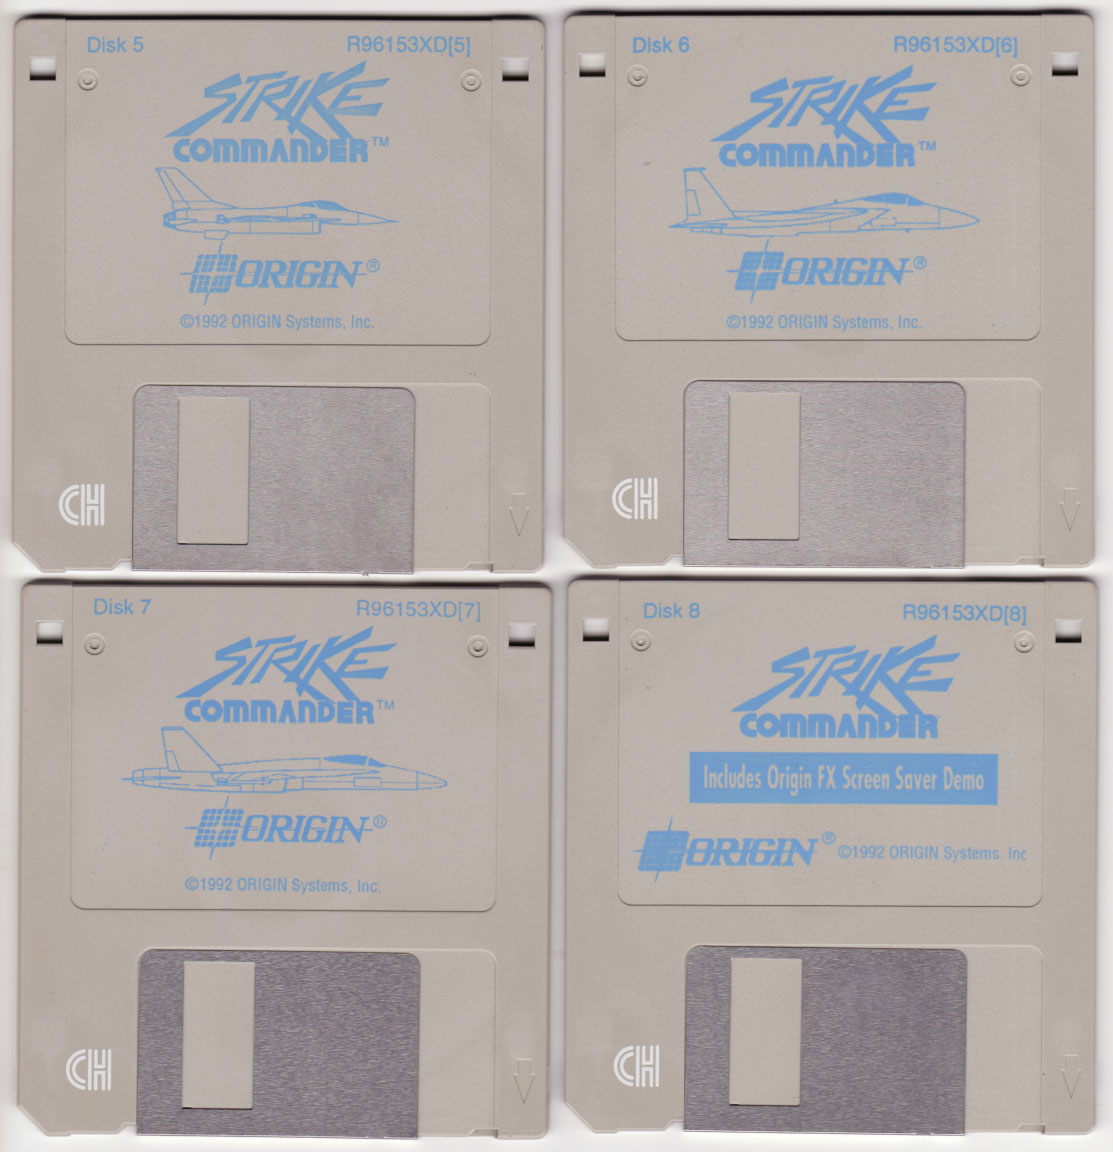 Disk 5 R96153XD[5]
STRIKE
COMMANDER™
ORIGIN®
©1992 ORIGIN Systems, Inc.
CH
Disk 6 R96153XD[6]
STRIKE
COMMANDER™
ORIGIN®
©1992 ORIGIN Systems, Inc.
CH
Disk 7 R96153XD[7]
STRIKE
COMMANDER™
ORIGIN®
©1992 ORIGIN Systems, Inc.
CH
Disk 8 R96153XD[8]
STRIKE
COMMANDER
Includes Origin FX Screen Saver Demo
ORIGIN® ©1992 ORIGIN Systems. Inc
CH